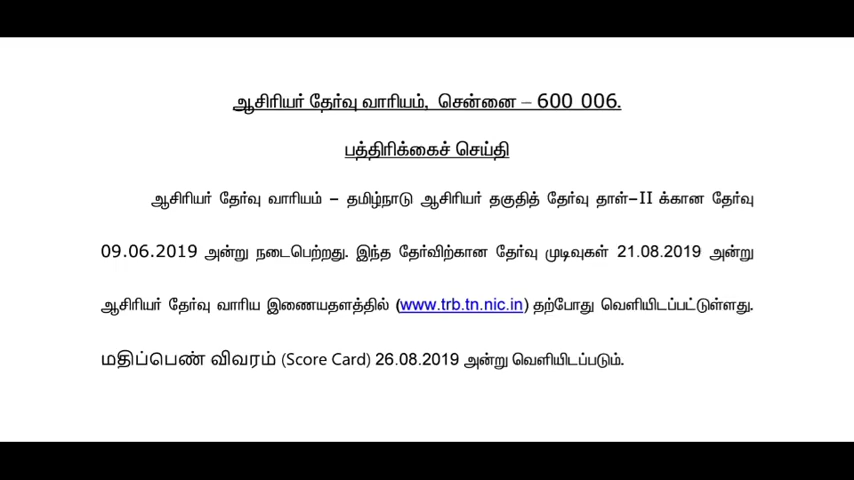 ஆசிரியர் தேர்வு வாரியம், சென்னை – 600 006.
பத்திரிக்கைச் செய்தி
ஆசிரியர் தேர்வு வாரியம் – தமிழ்நாடு ஆசிரியர் தகுதித் தேர்வு தாள்–II க்கான தேர்வு
09.06.2019 அன்று நடைபெற்றது. இந்த தேர்விற்கான தேர்வு முடிவுகள் 21.08.2019 அன்று
ஆசிரியர் தேர்வு வாரிய இணையதளத்தில் (www.trb.tn.nic.in) தற்போது வெளியிடப்பட்டுள்ளது.
மதிப்பெண் விவரம் (Score Card) 26.08.2019 அன்று வெளியிடப்படும்.